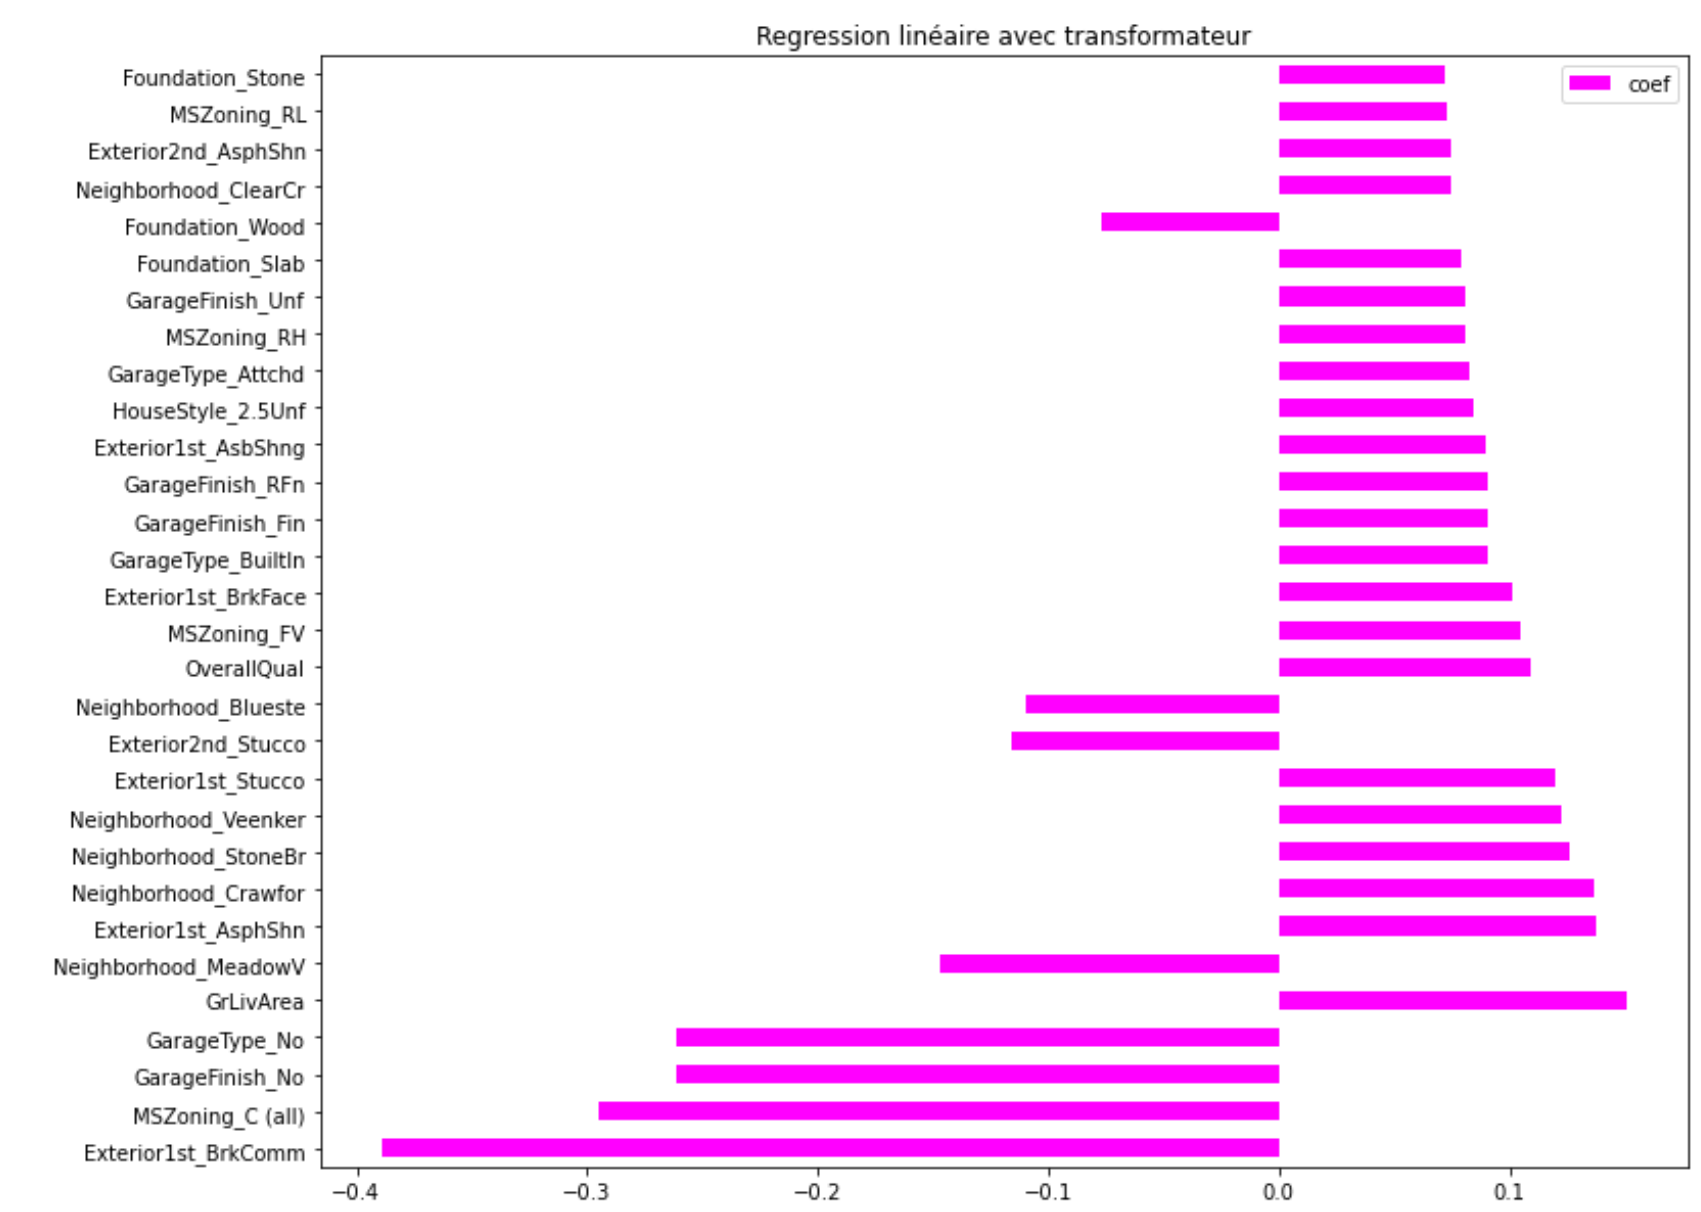 Regression linéaire avec transformateur
coef
Foundation_Stone
MSZoning_RL
Exterior2nd_AsphShn
Neighborhood_ClearCr
Foundation_Wood
Foundation_Slab
GarageFinish_Unf
MSZoning_RH
GarageType_Attchd
HouseStyle_2.5Unf
Exterior1st_AsbShng
GarageFinish_RFn
GarageFinish_Fin
GarageType_BuiltIn
Exterior1st_BrkFace
MSZoning_FV
OverallQual
Neighborhood_Blueste
Exterior2nd_Stucco
Exterior1st_Stucco
Neighborhood_Veenker
Neighborhood_StoneBr
Neighborhood_Crawfor
Exterior1st_AsphShn
Neighborhood_MeadowV
GrLivArea
GarageType_No
GarageFinish_No
MSZoning_C (all)
Exterior1st_BrkComm
−0.4 −0.3 −0.2 −0.1 0.0 0.1